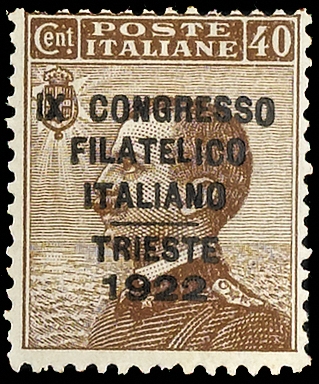 Cent POSTE ITALIANE 40
IX CONGRESSO
FILATELICO
ITALIANO
TRIESTE
1922